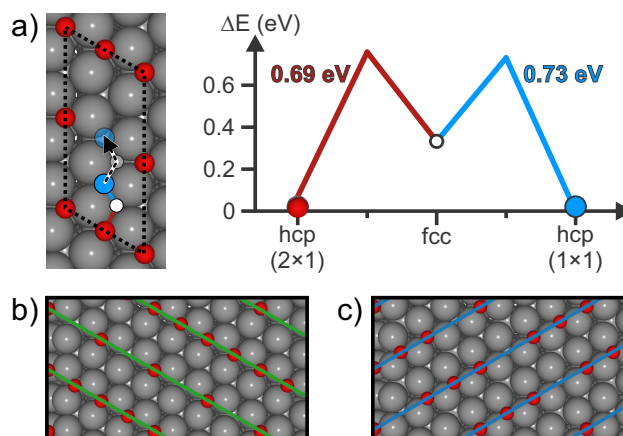 a)
ΔE (eV)
0.69 eV
0.73 eV
0.6
0.4
0.2
0
hcp
(2×1)
fcc
hcp
(1×1)
b)
c)